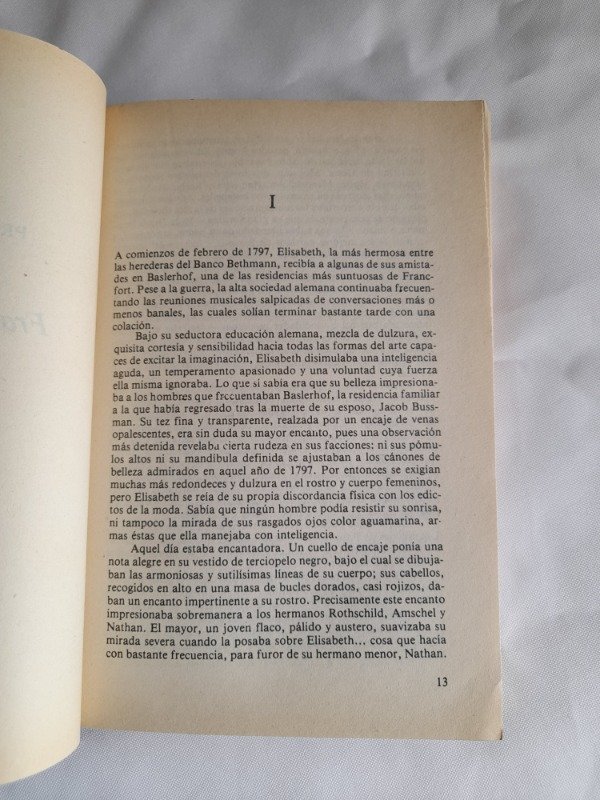 I
A comienzos de febrero de 1797, Elisabeth, la más hermosa entre
las herederas del Banco Bethmann, recibía a algunas de sus amista-
des en Baslerhof, una de las residencias más suntuosas de Franc-
fort. Pese a la guerra, la alta sociedad alemana continuaba frecuen-
tando las reuniones musicales salpicadas de conversaciones más o
menos banales, las cuales solían terminar bastante tarde con una
colación.
Bajo su seductora educación alemana, mezcla de dulzura, ex-
quisita cortesía y sensibilidad hacia todas las formas del arte capa-
ces de excitar la imaginación, Elisabeth disimulaba una inteligencia
aguda, un temperamento apasionado y una voluntad cuya fuerza
ella misma ignoraba. Lo que sí sabía era que su belleza impresiona-
ba a los hombres que frecuentaban Baslerhof, la residencia familiar
a la que había regresado tras la muerte de su esposo, Jacob Buss-
man. Su tez fina y transparente, realzada por un encaje de venas
opalescentes, era sin duda su mayor encanto, pues una observación
más detenida revelaba cierta rudeza en sus facciones: ni sus pómu-
los altos ni su mandíbula definida se ajustaban a los cánones de
belleza admirados en aquel año de 1797. Por entonces se exigían
muchas más redondeces y dulzura en el rostro y cuerpo femeninos,
pero Elisabeth se reía de su propia discordancia física con los edic-
tos de la moda. Sabía que ningún hombre podía resistir su sonrisa,
ni tampoco la mirada de sus rasgados ojos color aguamarina, ar-
mas éstas que ella manejaba con inteligencia.
Aquel día estaba encantadora. Un cuello de encaje ponía una
nota alegre en su vestido de terciopelo negro, bajo el cual se dibuja-
ban las armoniosas y sutilísimas líneas de su cuerpo; sus cabellos,
recogidos en alto en una masa de bucles dorados, casi rojizos, da-
ban un encanto impertinente a su rostro. Precisamente este encanto
impresionaba sobremanera a los hermanos Rothschild, Amschel y
Nathan. El mayor, un joven flaco, pálido y austero, suavizaba su
mirada severa cuando la posaba sobre Elisabeth... cosa que hacía
con bastante frecuencia, para furor de su hermano menor, Nathan.
13